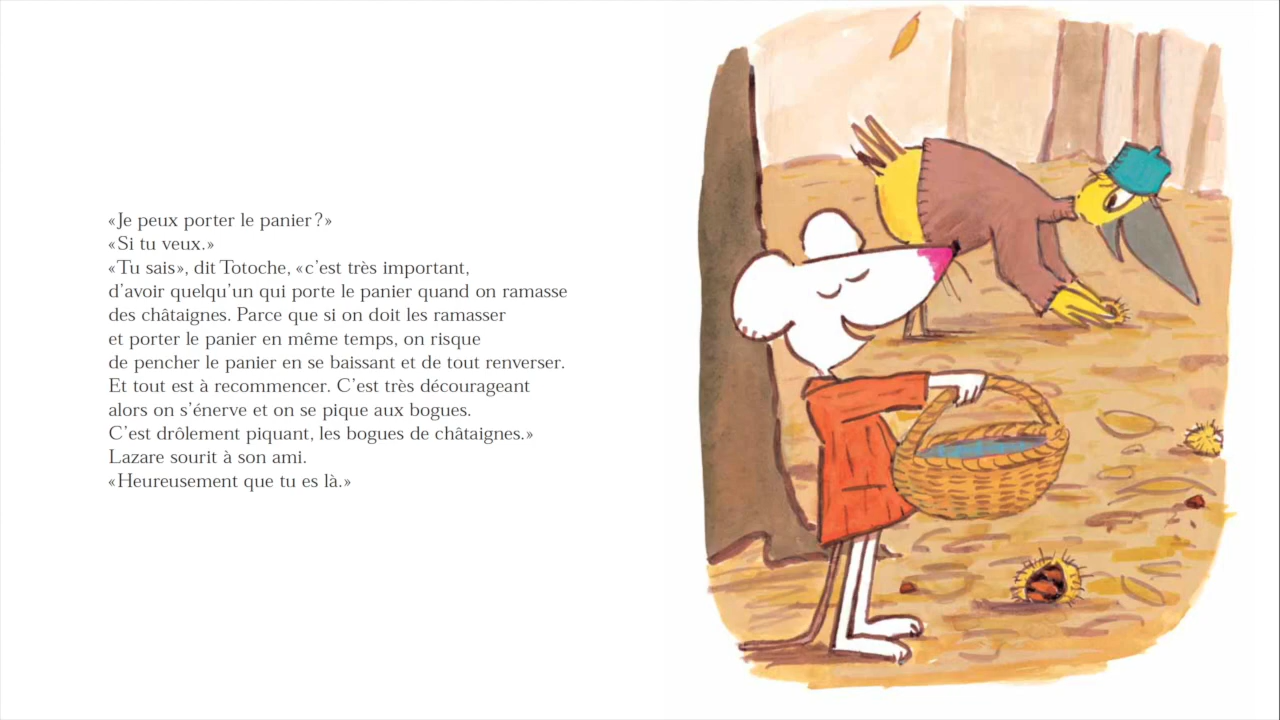 «Je peux porter le panier?»
«Si tu veux.»
«Tu sais», dit Totoche, «c’est très important,
d’avoir quelqu’un qui porte le panier quand on ramasse
des châtaignes. Parce que si on doit les ramasser
et porter le panier en même temps, on risque
de pencher le panier en se baissant et de tout renverser.
Et tout est à recommencer. C’est très décourageant
alors on s’énerve et on se pique aux bogues.
C’est drôlement piquant, les bogues de châtaignes.»
Lazare sourit à son ami.
«Heureusement que tu es là.»